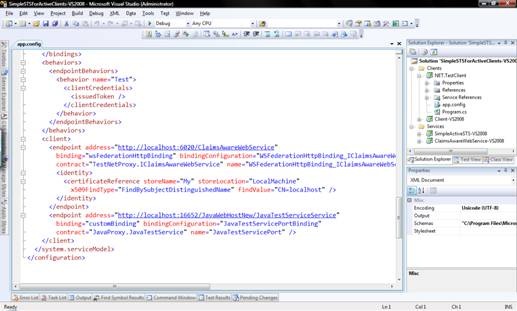 SimpleSTSForActiveClients-VS2008 - Microsoft Visual Studio (Administrator)
File Edit View Project Build Debug XML Data Tools Test Window Help
Debug Any CPU
app.config
</bindings>
<behaviors>
<endpointBehaviors>
<behavior name="Test">
<clientCredentials>
<issuedToken />
</clientCredentials>
</behavior>
</endpointBehaviors>
</behaviors>
<client>
<endpoint address="http://localhost:6020/ClaimsAwareWebService"
binding="wsFederationHttpBinding" bindingConfiguration="WSFederationHttpBinding_IClaimsAwareW
contract="TestNetProxy.IClaimsAwareWebService" name="WSFederationHttpBinding_IClaimsAwareWeb
<identity>
<certificateReference storeName="My" storeLocation="LocalMachine"
x509FindType="FindBySubjectDistinguishedName" findValue="CN=localhost" />
</identity>
</endpoint>
<endpoint address="http://localhost:16652/JavaWebHostNew/JavaTestServiceService"
binding="customBinding" bindingConfiguration="JavaTestServicePortBinding"
contract="JavaProxy.JavaTestService" name="JavaTestServicePort" />
</client>
</system.serviceModel>
</configuration>
Solution Explorer - Solution 'SimpleSTS...
Solution 'SimpleSTSForActiveClients-VS2008
Clients
.NET.TestClient
Properties
References
Service References
app.config
Program.cs
Client-VS2008
Services
SimpleActiveSTS-VS2008
ClaimsAwareWebService-VS2008
Solution Explorer Test View Class View
Properties
XML Document
Misc
Encoding Unicode (UTF-8)
Output
Schemas "C:\Program Files\Micros
Stylesheet
Misc
Error List Task List Output Find Symbol Results Command Window Test Results Pending Changes
Ready Ln 1 Col 1 Ch 1